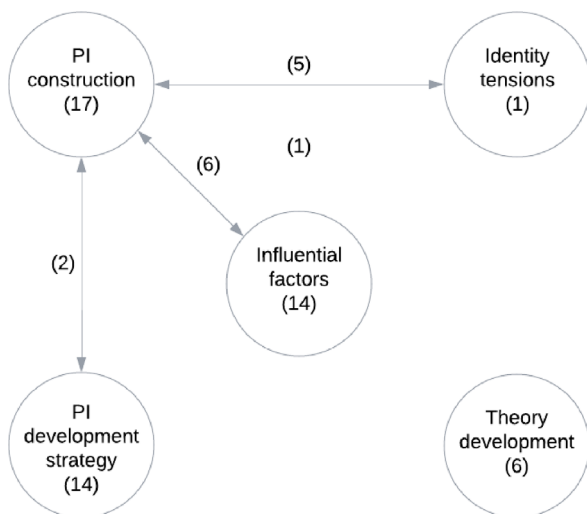 PI
construction
(17)
(5)
Identity
tensions
(1)
(1)
(6)
Influential
factors
(14)
(2)
PI
development
strategy
(14)
Theory
development
(6)